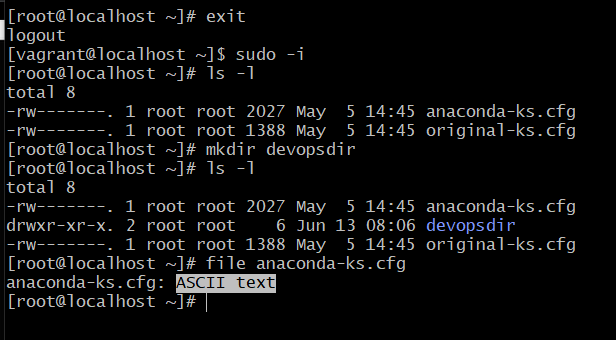 [root@localhost ~]# exit
logout
[vagrant@localhost ~]$ sudo -i
[root@localhost ~]# ls -l
total 8
-rw-------. 1 root root 2027 May  5 14:45 anaconda-ks.cfg
-rw-------. 1 root root 1388 May  5 14:45 original-ks.cfg
[root@localhost ~]# mkdir devopsdir
[root@localhost ~]# ls -l
total 8
-rw-------. 1 root root 2027 May  5 14:45 anaconda-ks.cfg
drwxr-xr-x. 2 root root    6 Jun 13 08:06 devopsdir
-rw-------. 1 root root 1388 May  5 14:45 original-ks.cfg
[root@localhost ~]# file anaconda-ks.cfg
anaconda-ks.cfg: ASCII text
[root@localhost ~]#